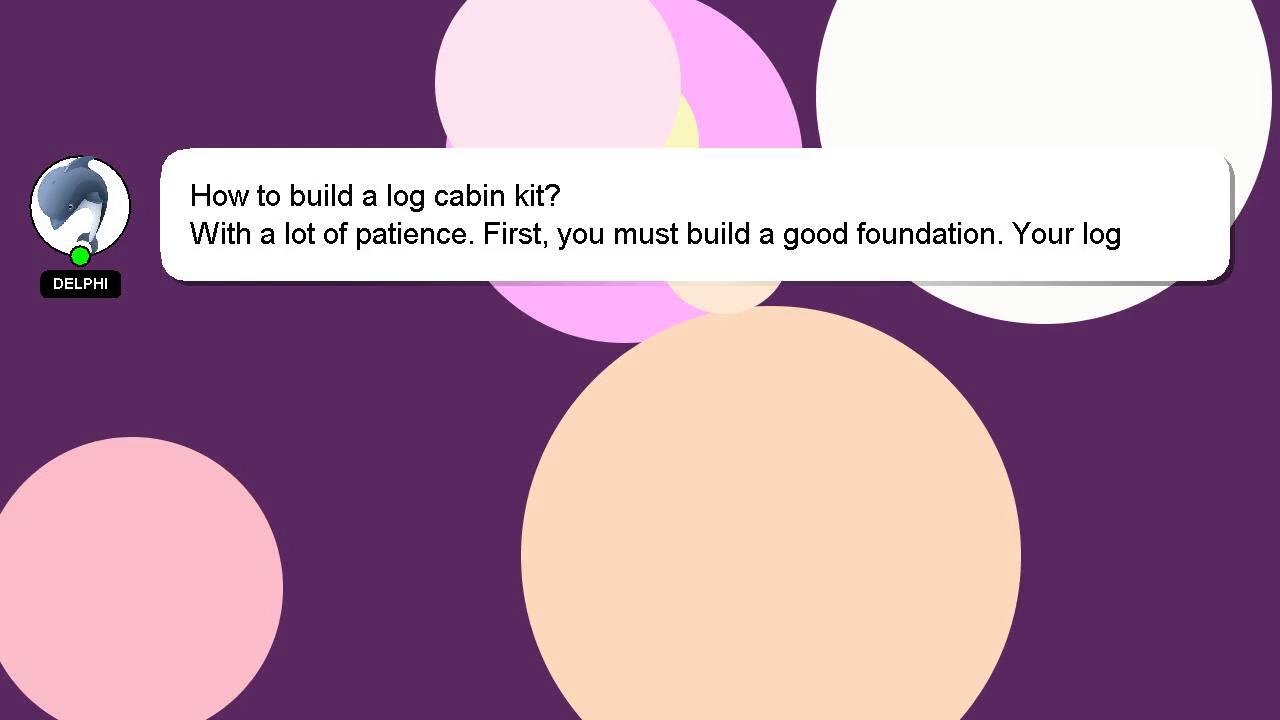 How to build a log cabin kit?
With a lot of patience. First, you must build a good foundation. Your log
DELPHI